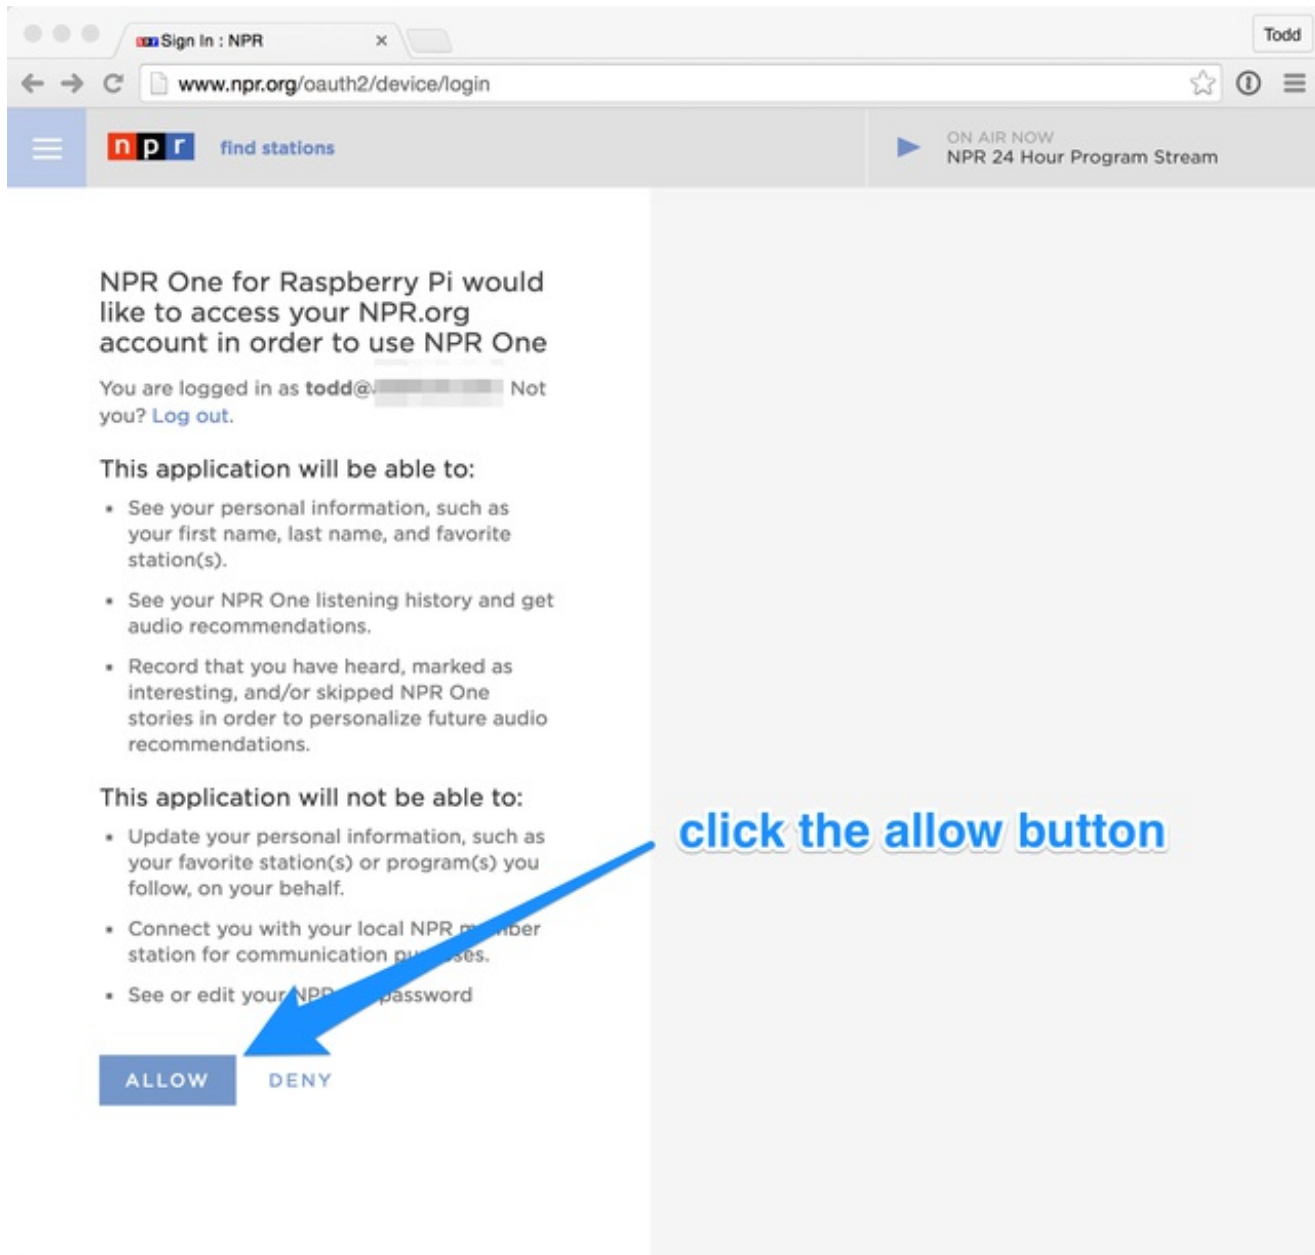 Sign In : NPR
Todd
www.npr.org/oauth2/device/login
npr find stations
ON AIR NOW
NPR 24 Hour Program Stream
NPR One for Raspberry Pi would
like to access your NPR.org
account in order to use NPR One
You are logged in as todd@ Not
you? Log out.
This application will be able to:
▪ See your personal information, such as
your first name, last name, and favorite
station(s).
▪ See your NPR One listening history and get
audio recommendations.
▪ Record that you have heard, marked as
interesting, and/or skipped NPR One
stories in order to personalize future audio
recommendations.
This application will not be able to:
▪ Update your personal information, such as
your favorite station(s) or program(s) you
follow, on your behalf.
▪ Connect you with your local NPR member
station for communication purposes.
▪ See or edit your NPR password
click the allow button
ALLOW DENY